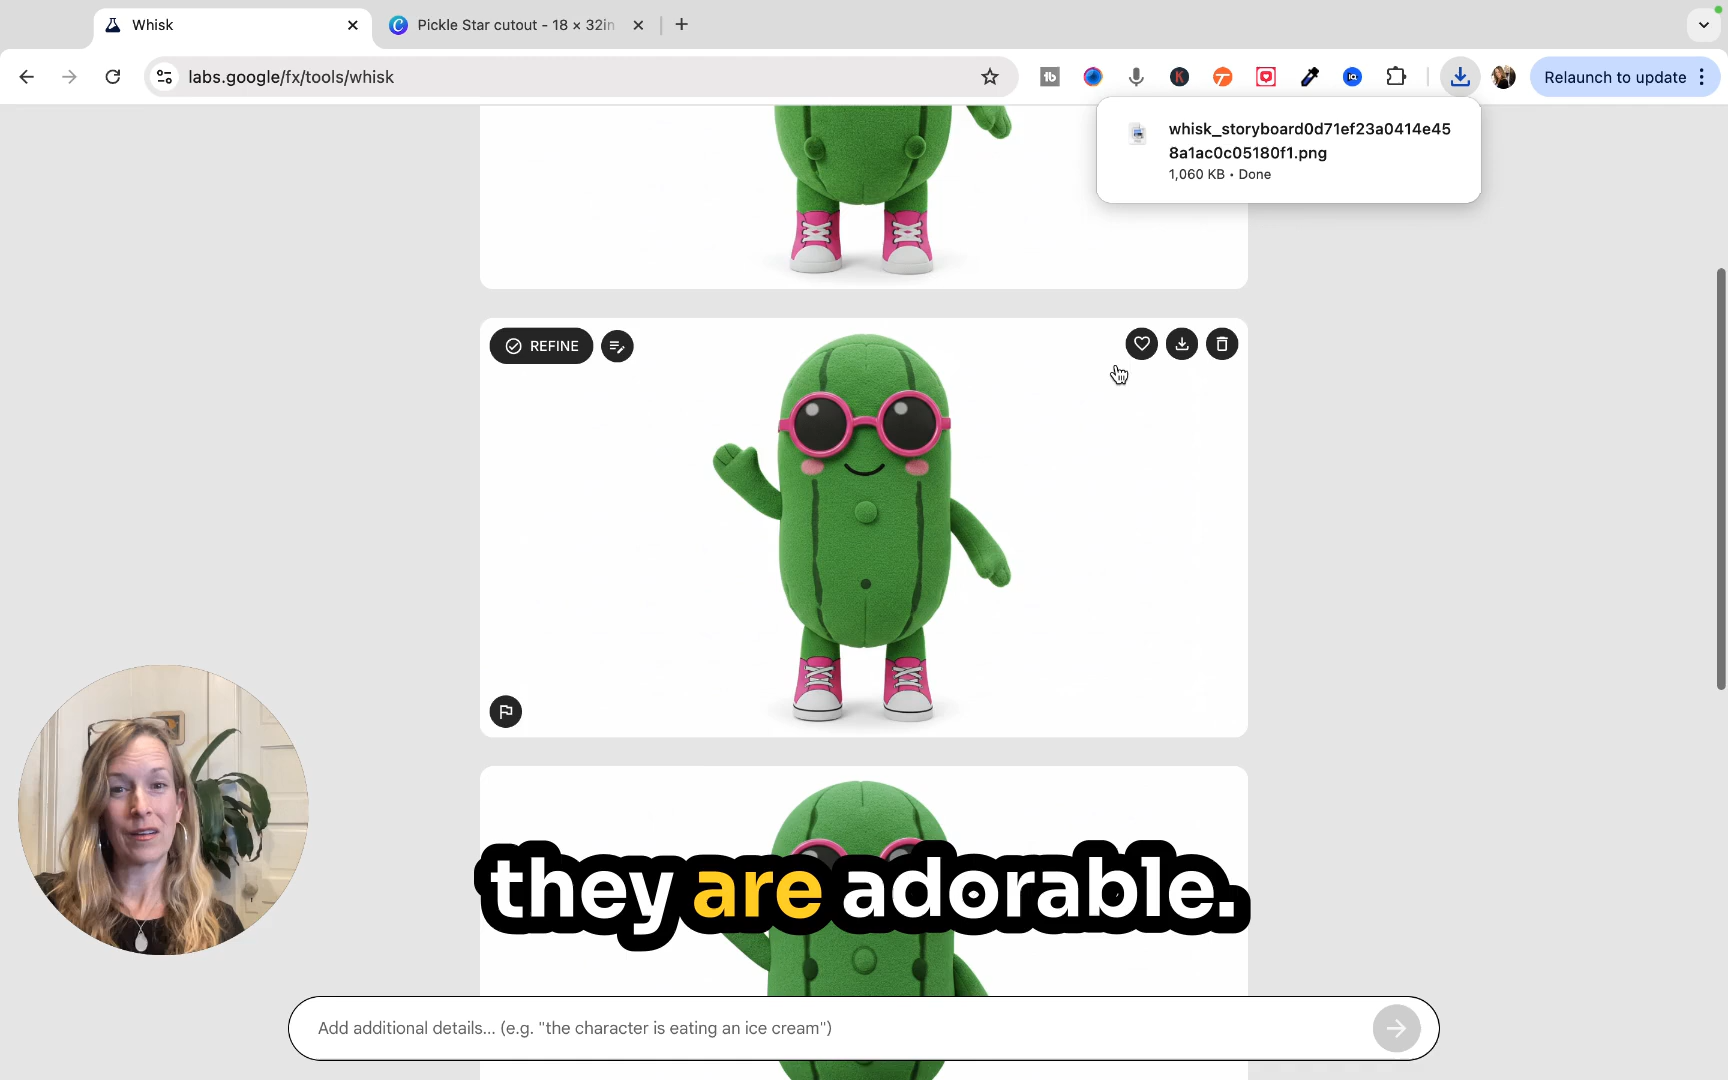 Whisk
Pickle Star cutout - 18 × 32in
labs.google/fx/tools/whisk
Relaunch to update
whisk_storyboard0d71ef23a0414e45
8a1ac0c05180f1.png
1,060 KB • Done
REFINE
they are adorable.
Add additional details... (e.g. "the character is eating an ice cream")